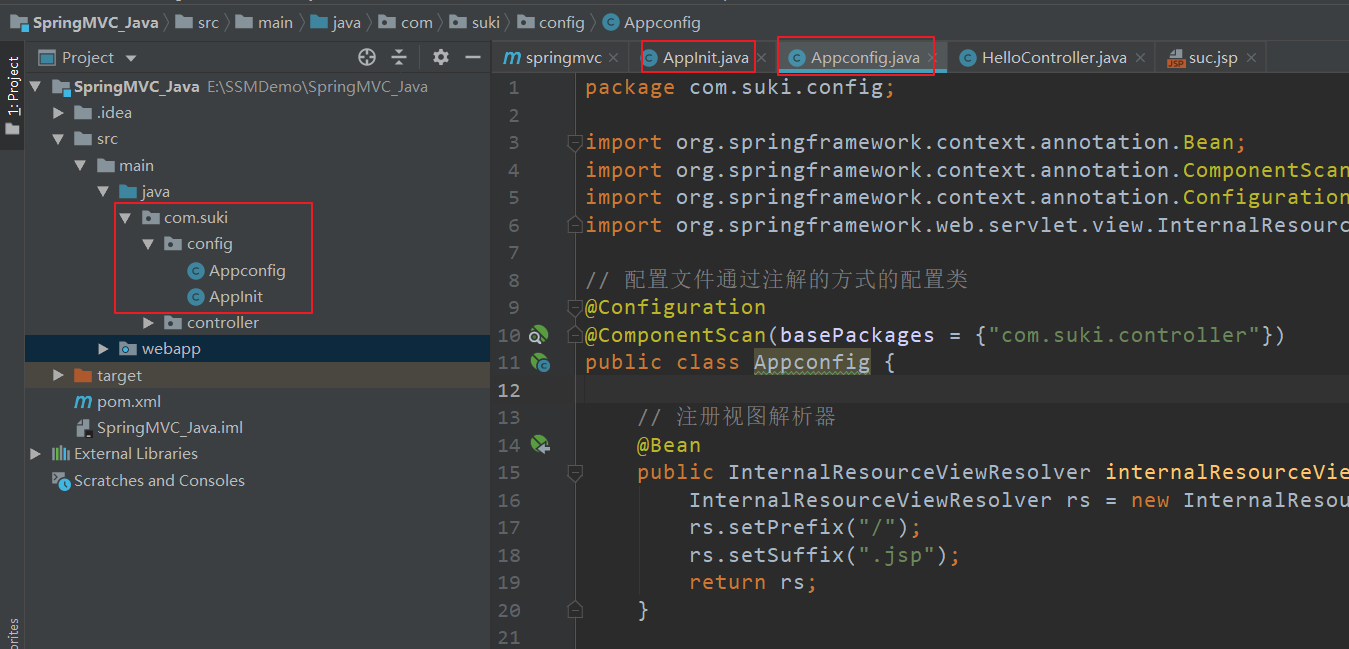 SpringMVC_Java src main java com suki config Appconfig
1: Project
Project
springmvc AppInit.java Appconfig.java HelloController.java suc.jsp
SpringMVC_Java E:\SSMDemo\SpringMVC_Java
.idea
src
main
java
com.suki
config
Appconfig
AppInit
controller
webapp
target
pom.xml
SpringMVC_Java.iml
External Libraries
Scratches and Consoles
1 package com.suki.config;
2
3 import org.springframework.context.annotation.Bean;
4 import org.springframework.context.annotation.ComponentScan
5 import org.springframework.context.annotation.Configuration
6 import org.springframework.web.servlet.view.InternalResourc
7
8 // 配置文件通过注解的方式的配置类
9 @Configuration
10 @ComponentScan(basePackages = {"com.suki.controller"})
11 public class Appconfig {
12
13 // 注册视图解析器
14 @Bean
15 public InternalResourceViewResolver internalResourceVie
16 InternalResourceViewResolver rs = new InternalResou
17 rs.setPrefix("/");
18 rs.setSuffix(".jsp");
19 return rs;
20 }
21